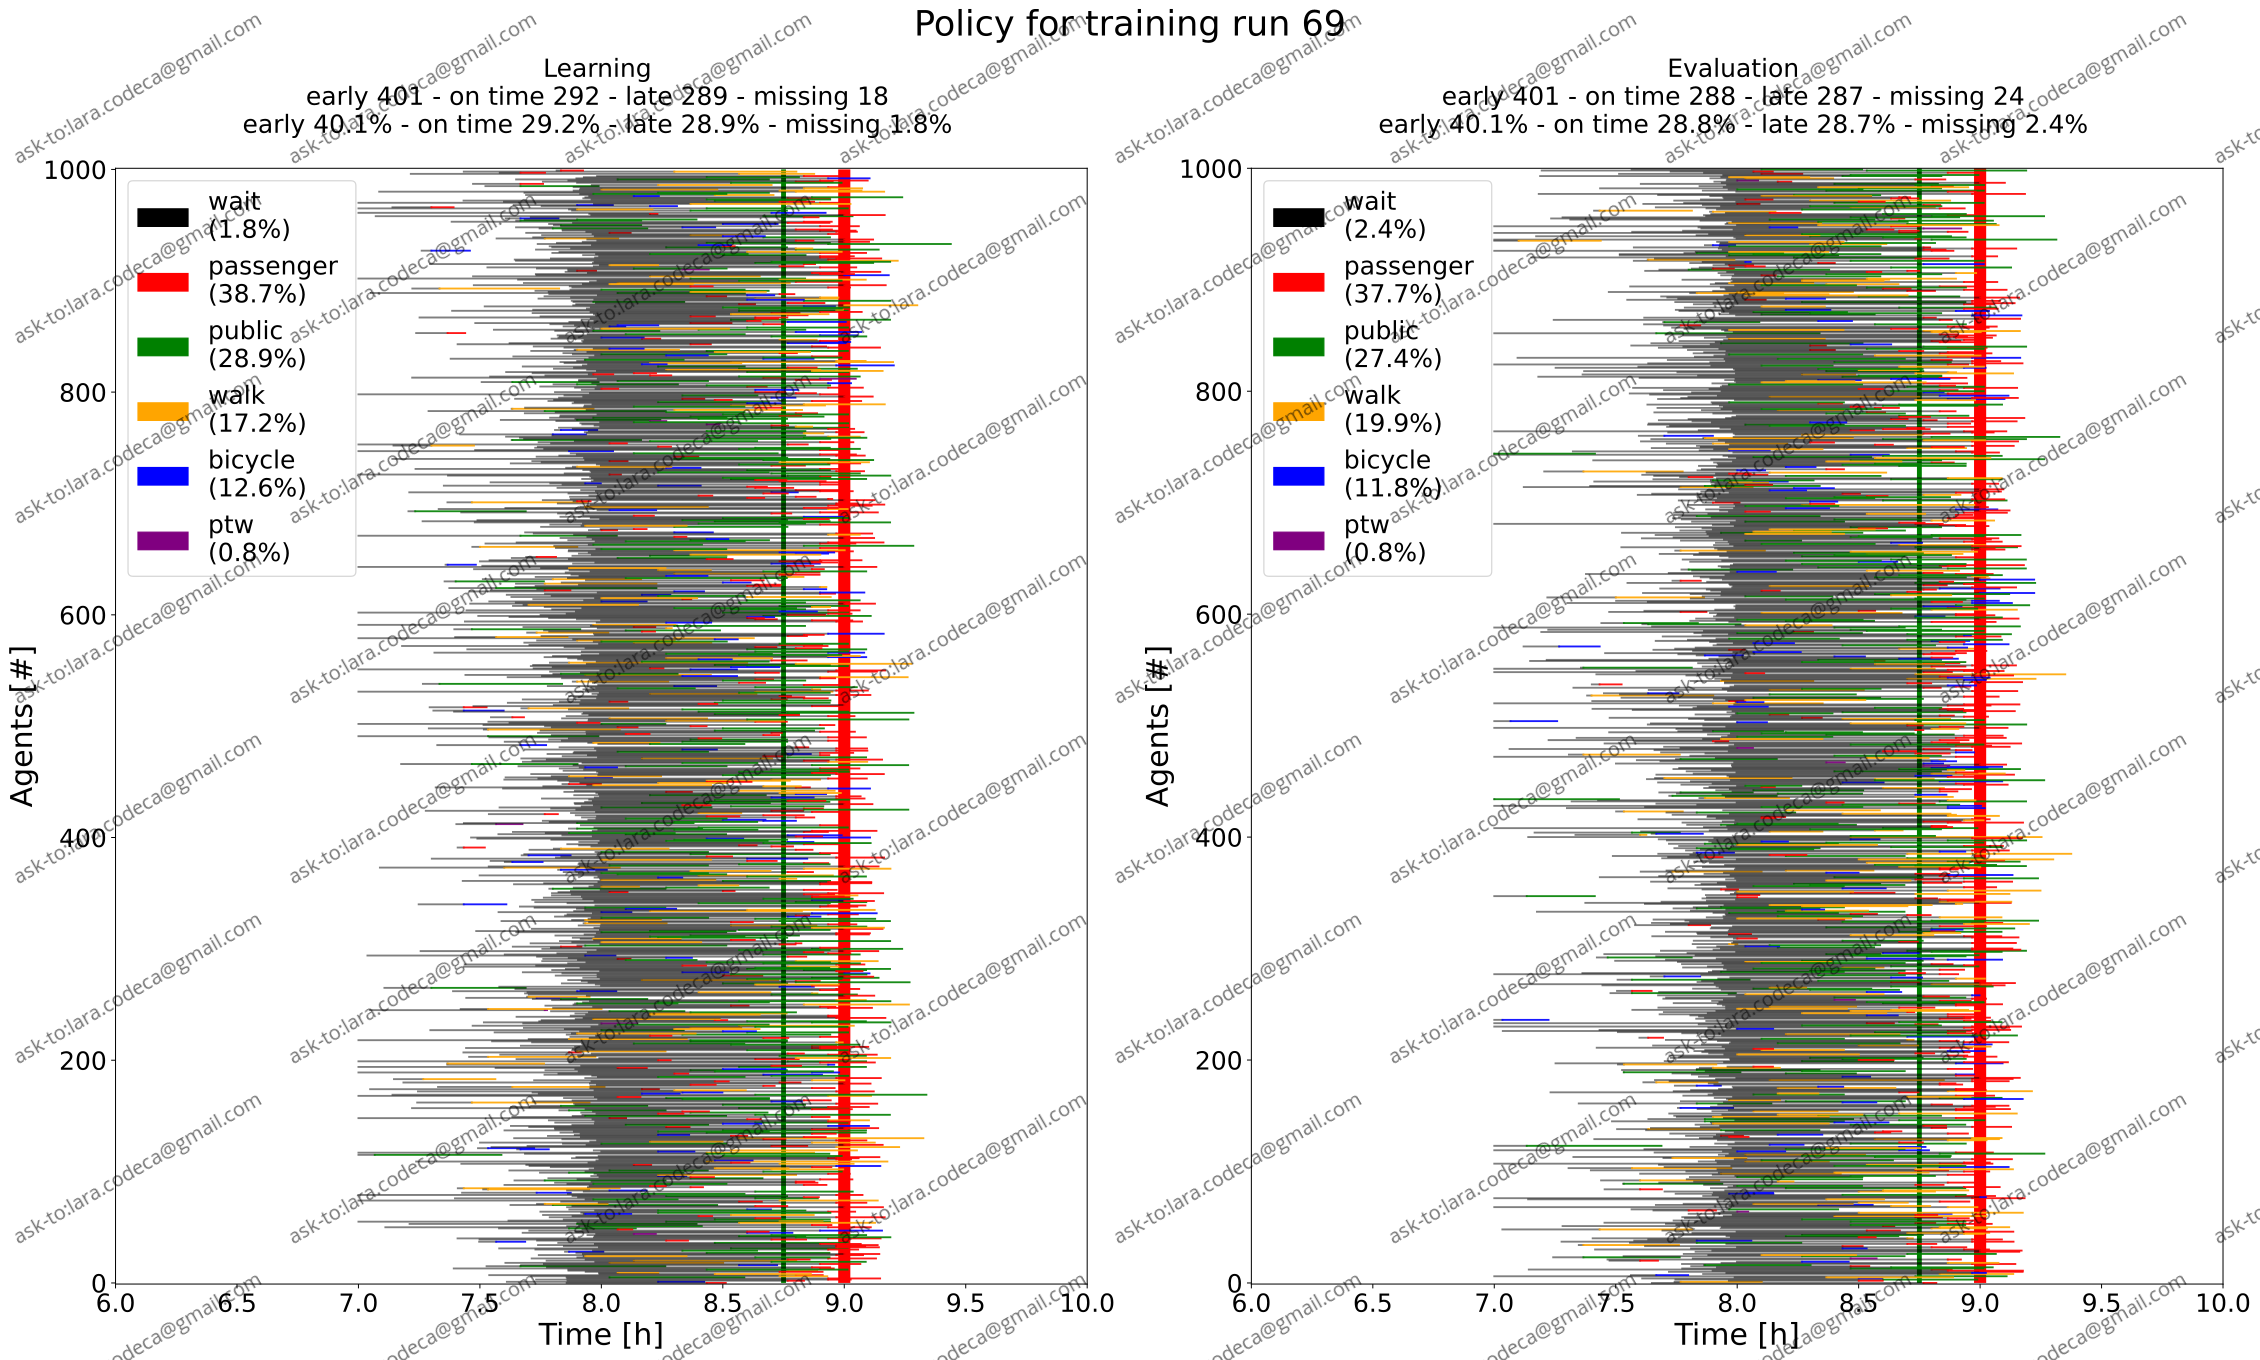 Policy for training run 69
Learning
early 401 - on time 292 - late 289 - missing 18
early 40.1% - on time 29.2% - late 28.9% - missing 1.8%
1000
800
600
400
200
0
Agents [#]
wait
(1.8%)
passenger
(38.7%)
public
(28.9%)
walk
(17.2%)
bicycle
(12.6%)
ptw
(0.8%)
6.0 6.5 7.0 7.5 8.0 8.5 9.0 9.5 10.0
Time [h]
Evaluation
early 401 - on time 288 - late 287 - missing 24
early 40.1% - on time 28.8% - late 28.7% - missing 2.4%
1000
800
600
400
200
0
Agents [#]
wait
(2.4%)
passenger
(37.7%)
public
(27.4%)
walk
(19.9%)
bicycle
(11.8%)
ptw
(0.8%)
6.0 6.5 7.0 7.5 8.0 8.5 9.0 9.5 10.0
Time [h]
ask-to:lara.codeca@gmail.com